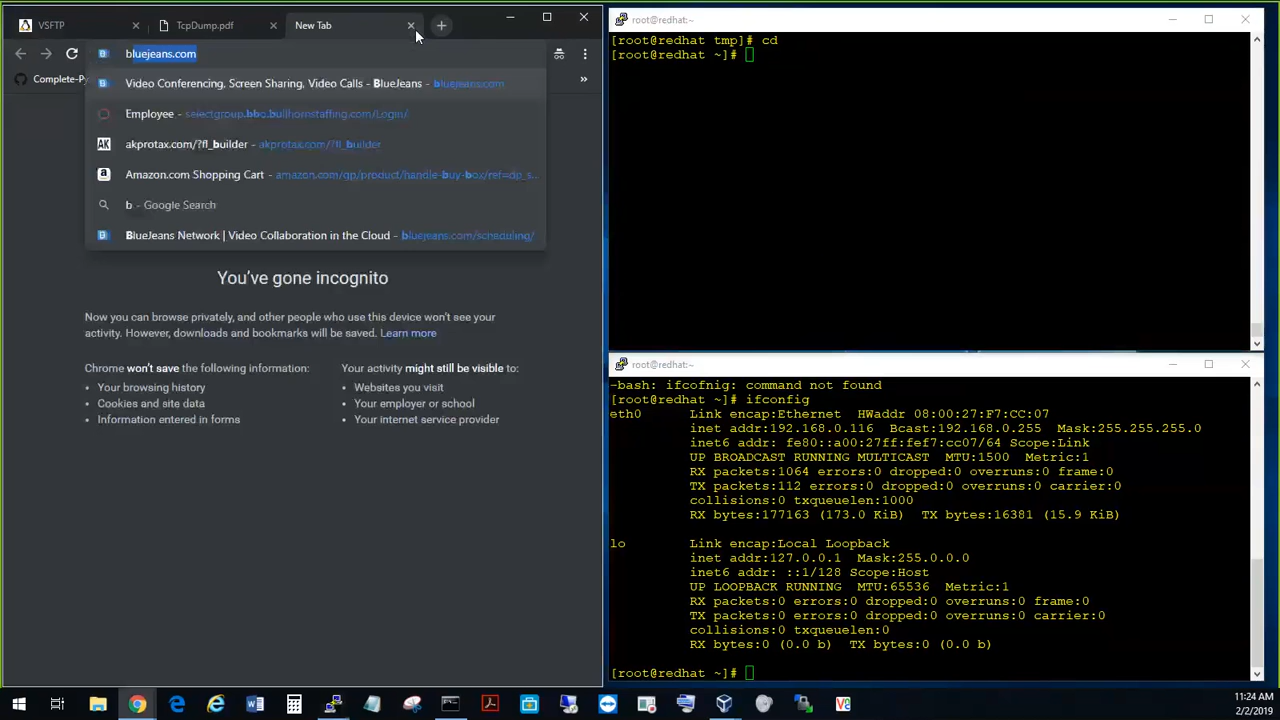 VSFTP
TcpDump.pdf
New Tab
bluejeans.com
Video Conferencing, Screen Sharing, Video Calls - BlueJeans - bluejeans.com
Employee - selectgroup.bbo.bullhornstaffing.com/Login/
AK akprotax.com/?fl_builder - akprotax.com/?fl_builder
Amazon.com Shopping Cart - amazon.com/gp/product/handle-buy-box/ref=dp_s...
b - Google Search
BlueJeans Network | Video Collaboration in the Cloud - bluejeans.com/scheduling/
Complete-Py
»
You've gone incognito
Now you can browse privately, and other people who use this device won't see your
activity. However, downloads and bookmarks will be saved. Learn more
Chrome won't save the following information:
• Your browsing history
• Cookies and site data
• Information entered in forms
Your activity might still be visible to:
• Websites you visit
• Your employer or school
• Your internet service provider
root@redhat:~
[root@redhat tmp]# cd
[root@redhat ~]#
root@redhat:~
-bash: ifcofnig: command not found
[root@redhat ~]# ifconfig
eth0      Link encap:Ethernet  HWaddr 08:00:27:F7:CC:07
inet addr:192.168.0.116  Bcast:192.168.0.255  Mask:255.255.255.0
inet6 addr: fe80::a00:27ff:fef7:cc07/64 Scope:Link
UP BROADCAST RUNNING MULTICAST  MTU:1500  Metric:1
RX packets:1064 errors:0 dropped:0 overruns:0 frame:0
TX packets:112 errors:0 dropped:0 overruns:0 carrier:0
collisions:0 txqueuelen:1000
RX bytes:177163 (173.0 KiB)  TX bytes:16381 (15.9 KiB)
lo        Link encap:Local Loopback
inet addr:127.0.0.1  Mask:255.0.0.0
inet6 addr: ::1/128 Scope:Host
UP LOOPBACK RUNNING  MTU:65536  Metric:1
RX packets:0 errors:0 dropped:0 overruns:0 frame:0
TX packets:0 errors:0 dropped:0 overruns:0 carrier:0
collisions:0 txqueuelen:0
RX bytes:0 (0.0 b)  TX bytes:0 (0.0 b)
[root@redhat ~]#
11:24 AM
2/2/2019